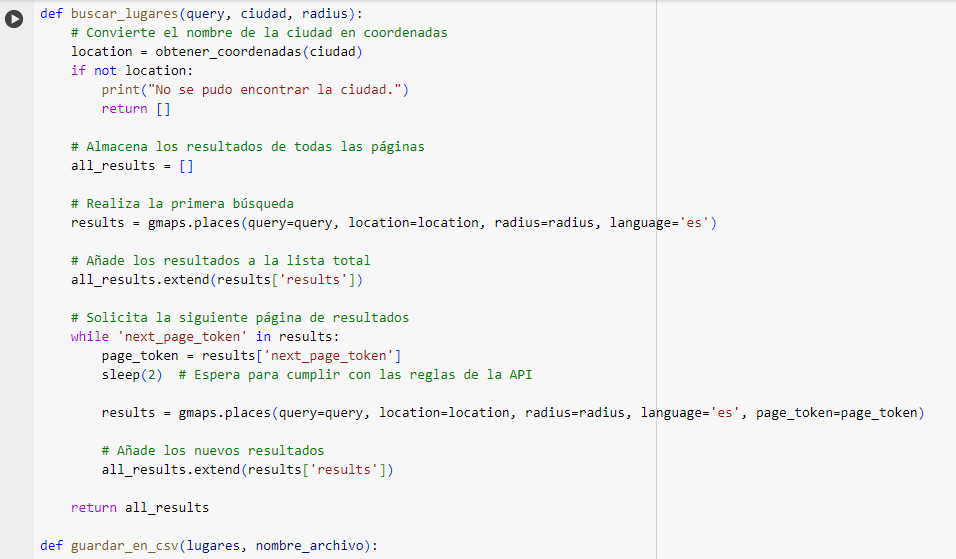 def buscar_lugares(query, ciudad, radius):
    # Convierte el nombre de la ciudad en coordenadas
    location = obtener_coordenadas(ciudad)
    if not location:
        print("No se pudo encontrar la ciudad.")
        return []

    # Almacena los resultados de todas las páginas
    all_results = []

    # Realiza la primera búsqueda
    results = gmaps.places(query=query, location=location, radius=radius, language='es')

    # Añade los resultados a la lista total
    all_results.extend(results['results'])

    # Solicita la siguiente página de resultados
    while 'next_page_token' in results:
        page_token = results['next_page_token']
        sleep(2)  # Espera para cumplir con las reglas de la API

        results = gmaps.places(query=query, location=location, radius=radius, language='es', page_token=page_token)

        # Añade los nuevos resultados
        all_results.extend(results['results'])

    return all_results

def guardar_en_csv(lugares, nombre_archivo):